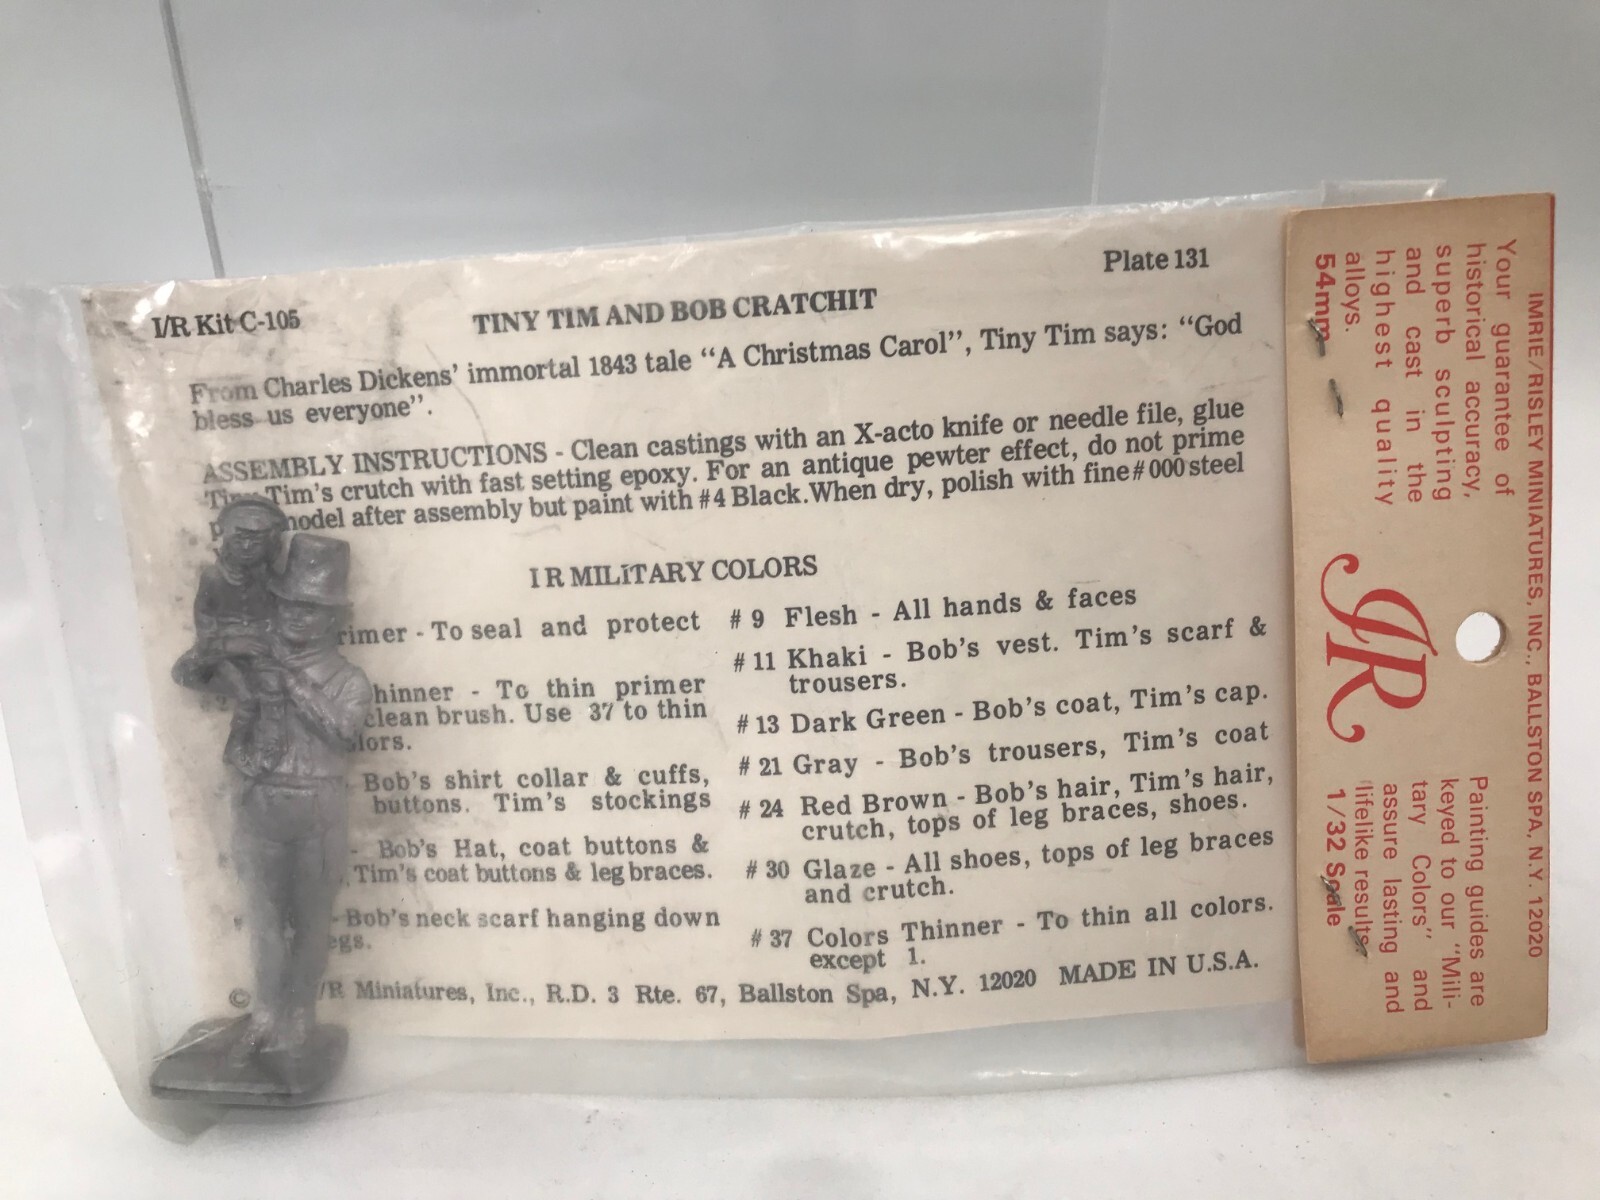 I/R Kit C-105
TINY TIM AND BOB CRATCHIT
Plate 131
From Charles Dickens' immortal 1843 tale "A Christmas Carol", Tiny Tim says: "God
bless us everyone".
ASSEMBLY INSTRUCTIONS - Clean castings with an X-acto knife or needle file, glue
Tiny Tim's crutch with fast setting epoxy. For an antique pewter effect, do not prime
model after assembly but paint with #4 Black. When dry, polish with fine #000 steel
I R MILITARY COLORS
rimer - To seal and protect
hinner - To thin primer
clean brush. Use 37 to thin
lors.
Bob's shirt collar & cuffs,
buttons. Tim's stockings
- Bob's Hat, coat buttons &
Tim's coat buttons & leg braces.
- Bob's neck scarf hanging down
egs.
# 9 Flesh - All hands & faces
# 11 Khaki - Bob's vest. Tim's scarf &
trousers.
# 13 Dark Green - Bob's coat, Tim's cap.
# 21 Gray - Bob's trousers, Tim's coat
# 24 Red Brown - Bob's hair, Tim's hair,
crutch, tops of leg braces, shoes.
# 30 Glaze - All shoes, tops of leg braces
and crutch.
# 37 Colors Thinner - To thin all colors.
except 1.
© I/R Miniatures, Inc., R.D. 3 Rte. 67, Ballston Spa, N.Y. 12020 MADE IN U.S.A.
IMRIE/RISLEY MINIATURES, INC., BALLSTON SPA, N.Y. 12020
Your guarantee of
historical accuracy,
superb sculpting
and cast in the
highest quality
alloys.
54mm
IR
Painting guides are
keyed to our "Mili-
tary Colors" and
assure lasting and
lifelike results.
1/32 Scale